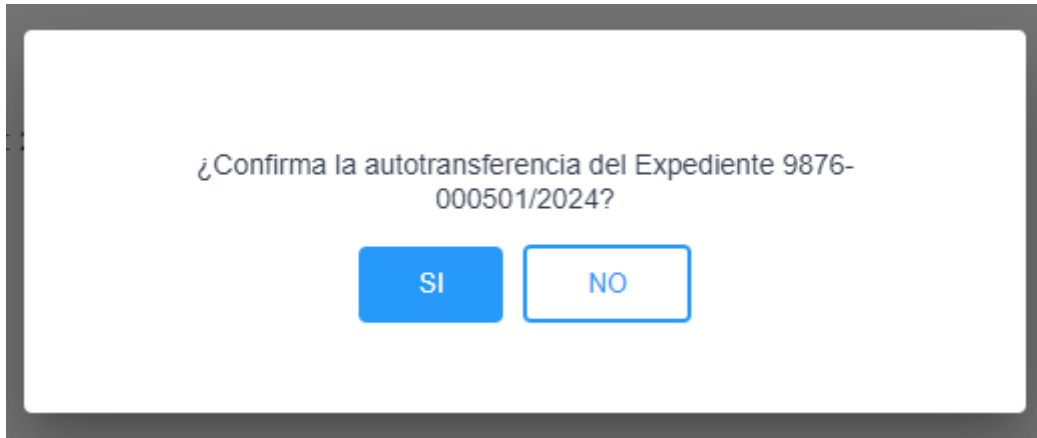 ¿Confirma la autotransferencia del Expediente 9876-
000501/2024?
SI
NO